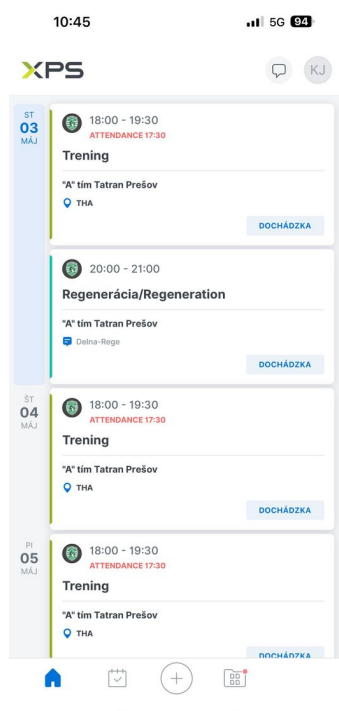 10:45
5G 94
XPS
KJ
ST
03
MÁJ
18:00 - 19:30
ATTENDANCE 17:30
Trening
"A" tím Tatran Prešov
THA
DOCHÁDZKA
20:00 - 21:00
Regenerácia/Regeneration
"A" tím Tatran Prešov
Delna-Rege
DOCHÁDZKA
ŠT
04
MÁJ
18:00 - 19:30
ATTENDANCE 17:30
Trening
"A" tím Tatran Prešov
THA
DOCHÁDZKA
PI
05
MÁJ
18:00 - 19:30
ATTENDANCE 17:30
Trening
"A" tím Tatran Prešov
THA
DOCHÁDZKA